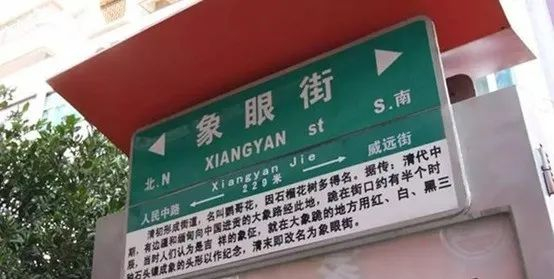 象眼街
北.N XIANGYAN st S.南
Xiangyan Jie
人民中路 229米 威远街
清初形成街道,名叫鹦哥花,因石榴花树多得名。据传:清代中
期,有边疆和缅甸向中国进贡的大象路经此地,跪在街口约有半个时
辰,当时人们认为是吉祥的象征,就在大象跪的地方用红、白、黑三
种石头镶成象的头形以作纪念,清末即改名为象眼街。